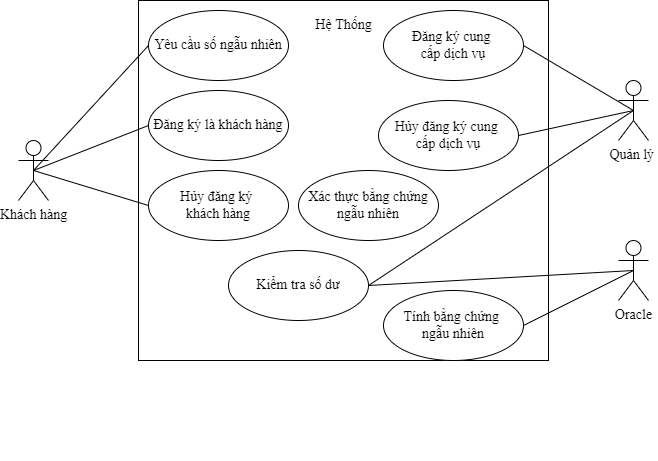 Hệ Thống
Yêu cầu số ngẫu nhiên
Đăng ký cung
cấp dịch vụ
Đăng ký là khách hàng
Hủy đăng ký cung
cấp dịch vụ
Quản lý
Khách hàng
Hủy đăng ký
khách hàng
Xác thực bằng chứng
ngẫu nhiên
Kiểm tra số dư
Tính bằng chứng
ngẫu nhiên
Oracle